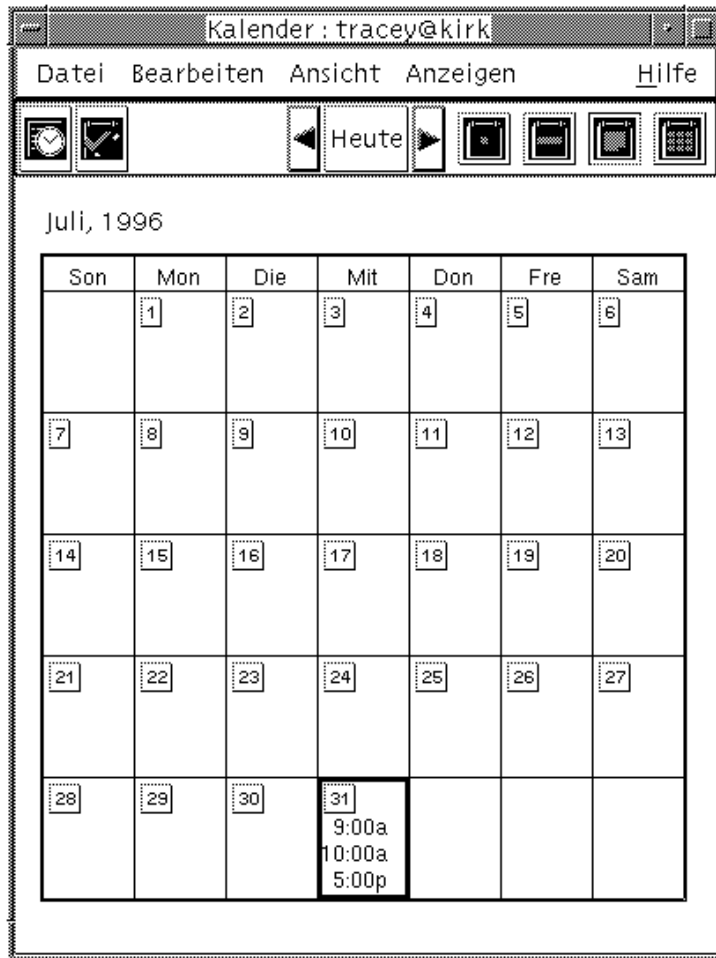 Kalender : tracey@kirk
Datei Bearbeiten Ansicht Anzeigen Hilfe
Heute
Juli, 1996
Son Mon Die Mit Don Fre Sam
1 2 3 4 5 6
7 8 9 10 11 12 13
14 15 16 17 18 19 20
21 22 23 24 25 26 27
28 29 30 31
9:00a
10:00a
5:00p